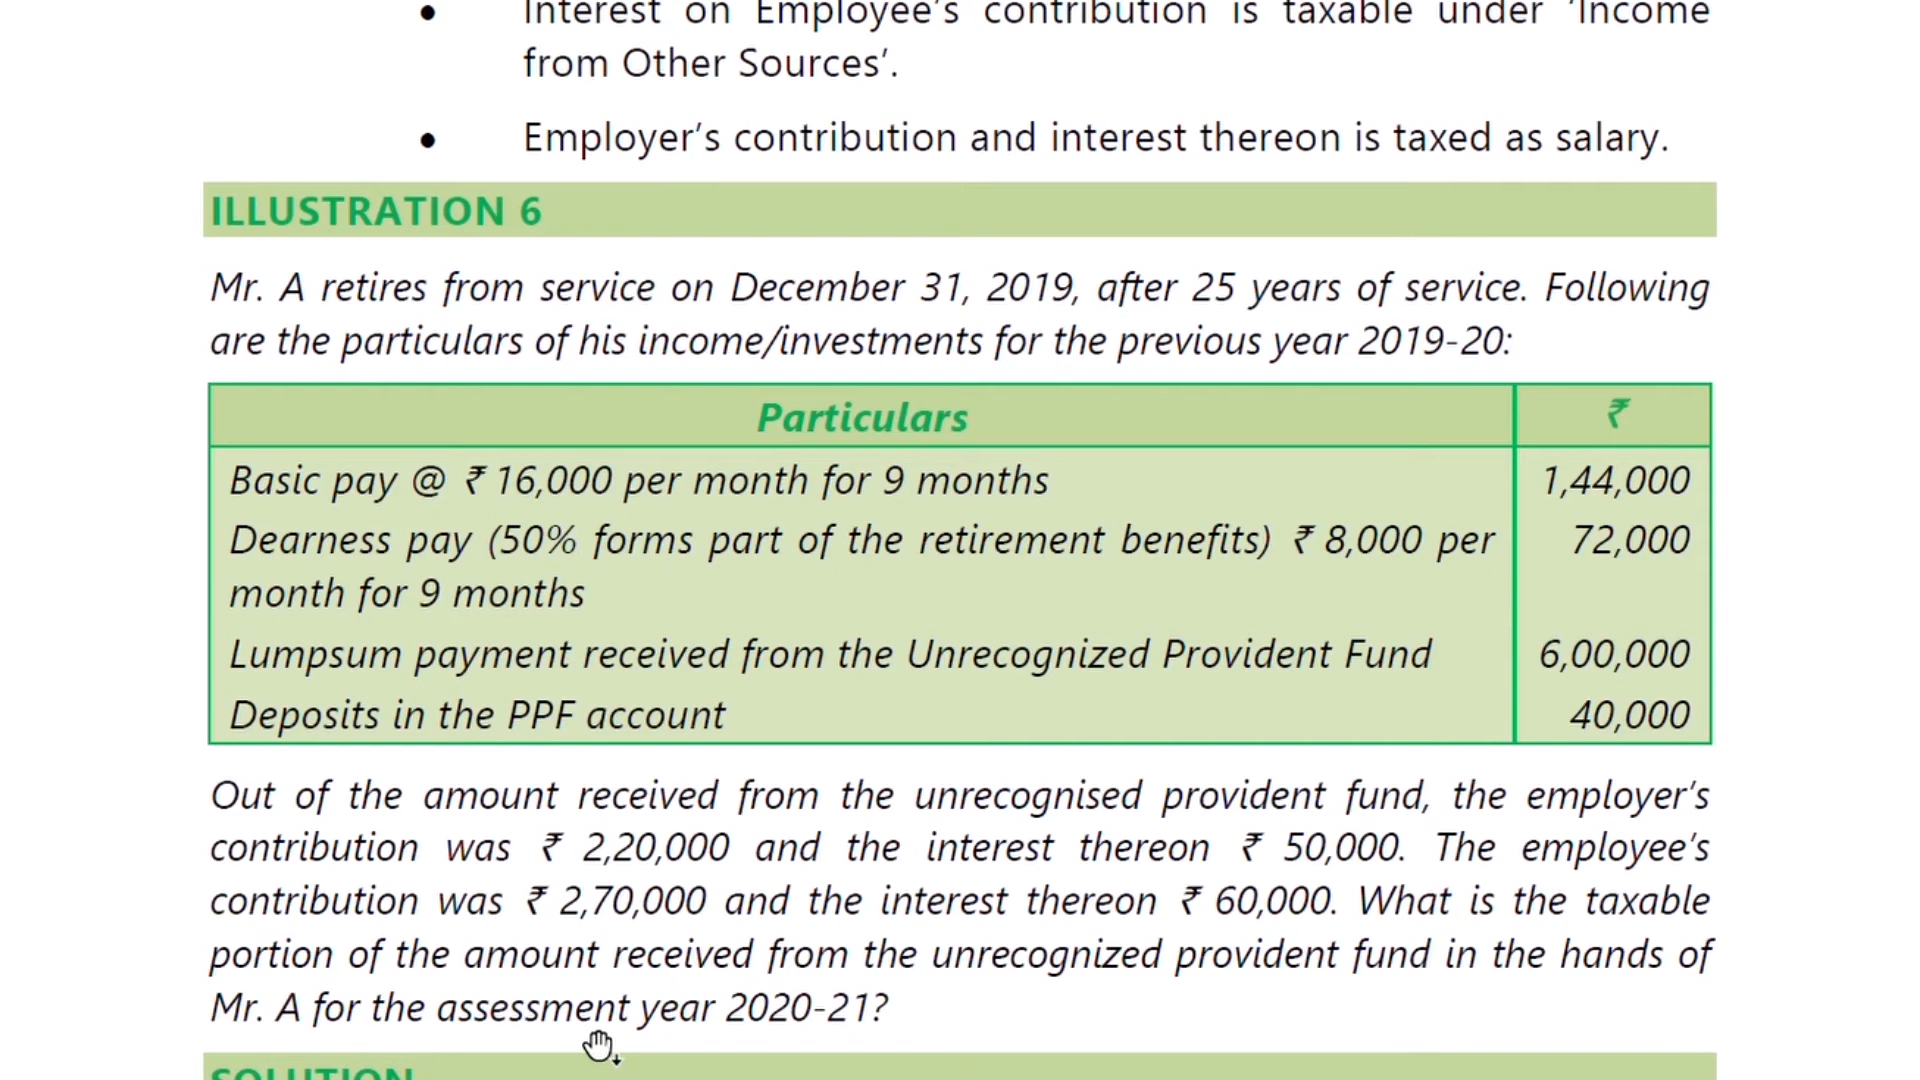 • Interest on Employee's contribution is taxable under 'Income
from Other Sources'.
• Employer's contribution and interest thereon is taxed as salary.
ILLUSTRATION 6
Mr. A retires from service on December 31, 2019, after 25 years of service. Following
are the particulars of his income/investments for the previous year 2019-20:
Particulars ₹
Basic pay @ ₹ 16,000 per month for 9 months 1,44,000
Dearness pay (50% forms part of the retirement benefits) ₹ 8,000 per 72,000
month for 9 months
Lumpsum payment received from the Unrecognized Provident Fund 6,00,000
Deposits in the PPF account 40,000
Out of the amount received from the unrecognised provident fund, the employer's
contribution was ₹ 2,20,000 and the interest thereon ₹ 50,000. The employee's
contribution was ₹ 2,70,000 and the interest thereon ₹ 60,000. What is the taxable
portion of the amount received from the unrecognized provident fund in the hands of
Mr. A for the assessment year 2020-21?
SOLUTION